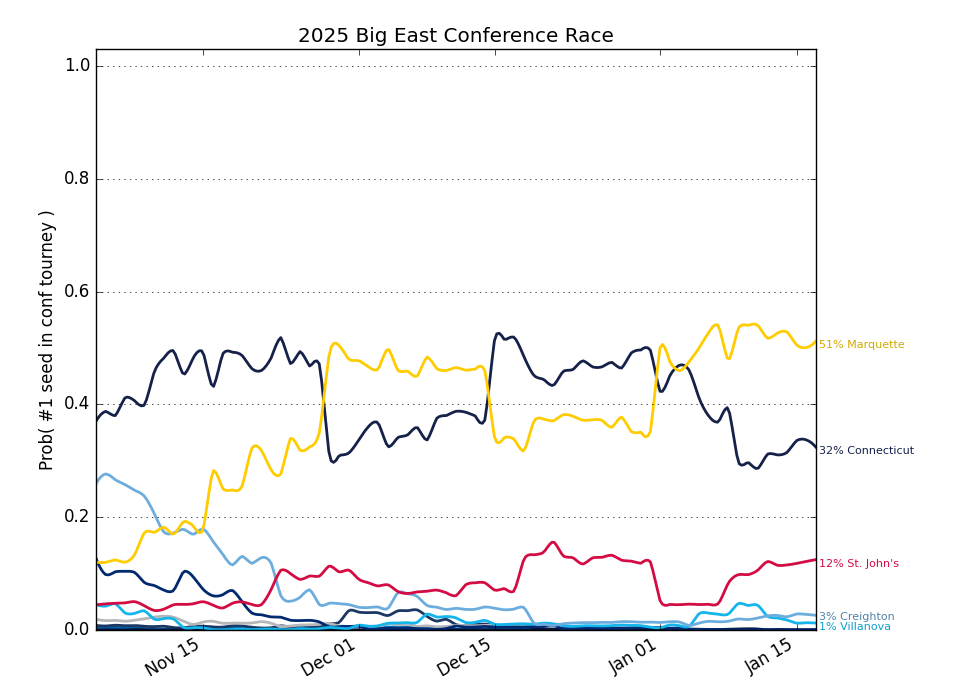 2025 Big East Conference Race
Prob( #1 seed in conf tourney )
1.0
0.8
0.6
0.4
0.2
0.0
Nov 15
Dec 01
Dec 15
Jan 01
Jan 15
51% Marquette
32% Connecticut
12% St. John's
3% Creighton
1% Villanova